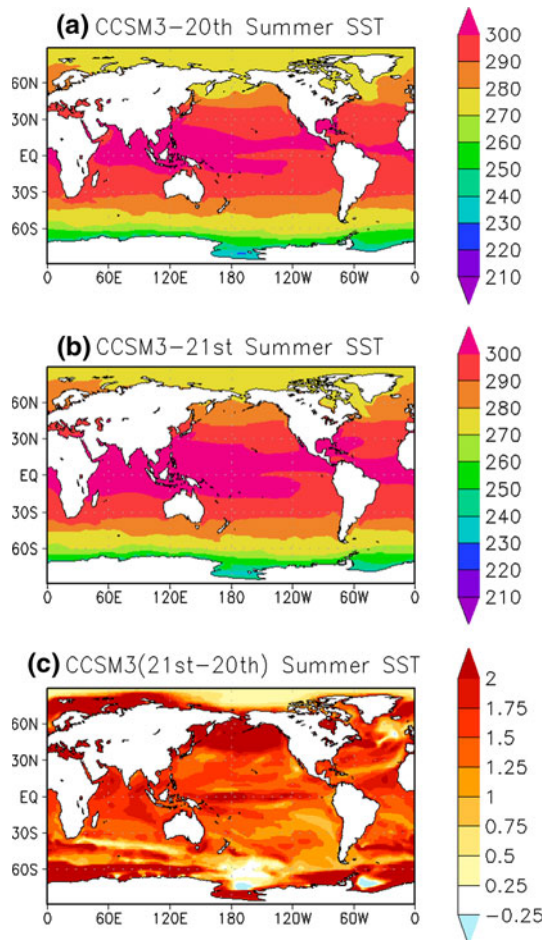 (a) CCSM3-20th Summer SST
60N
30N
EQ
30S
60S
0 60E 120E 180 120W 60W 0
300
290
280
270
260
250
240
230
220
210
(b) CCSM3-21st Summer SST
60N
30N
EQ
30S
60S
0 60E 120E 180 120W 60W 0
300
290
280
270
260
250
240
230
220
210
(c) CCSM3(21st-20th) Summer SST
60N
30N
EQ
30S
60S
0 60E 120E 180 120W 60W 0
2
1.75
1.5
1.25
1
0.75
0.5
0.25
-0.25